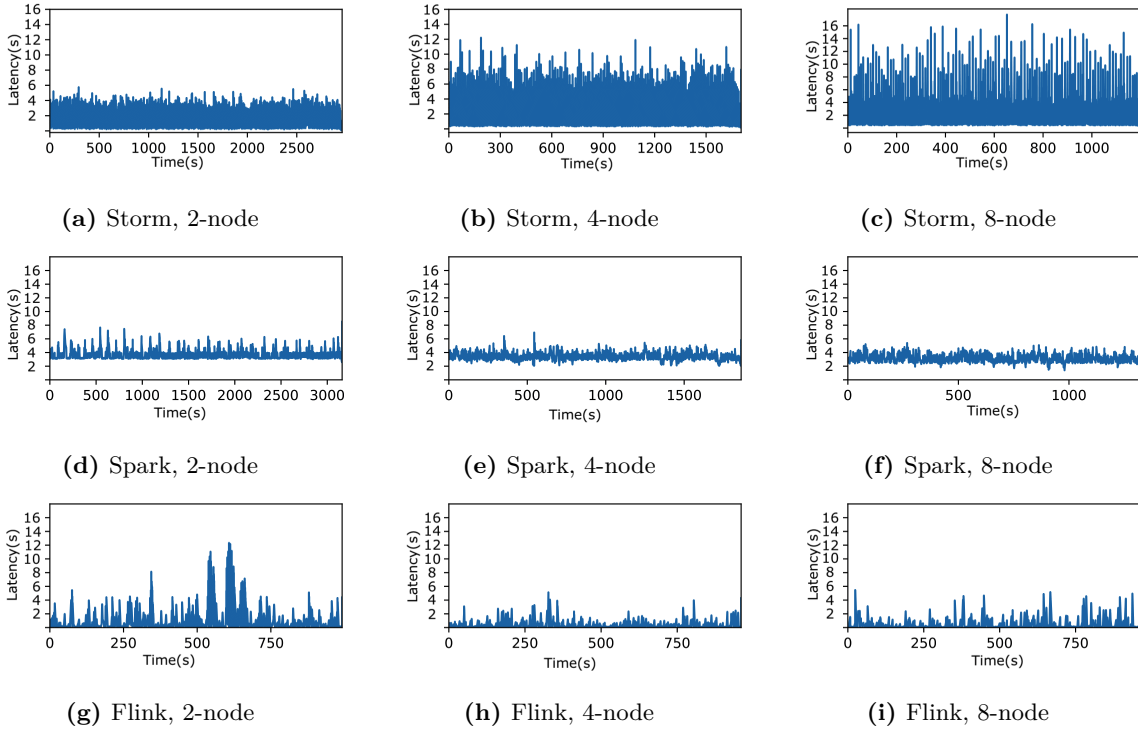 16
14
12
10
8
6
4
2
Latency(s)
0 500 1000 1500 2000 2500
Time(s)
(a) Storm, 2-node
16
14
12
10
8
6
4
2
Latency(s)
0 300 600 900 1200 1500
Time(s)
(b) Storm, 4-node
16
14
12
10
8
6
4
2
Latency(s)
0 200 400 600 800 1000
Time(s)
(c) Storm, 8-node
16
14
12
10
8
6
4
2
Latency(s)
0 500 1000 1500 2000 2500 3000
Time(s)
(d) Spark, 2-node
16
14
12
10
8
6
4
2
Latency(s)
0 500 1000 1500
Time(s)
(e) Spark, 4-node
16
14
12
10
8
6
4
2
Latency(s)
0 500 1000
Time(s)
(f) Spark, 8-node
16
14
12
10
8
6
4
2
Latency(s)
0 250 500 750
Time(s)
(g) Flink, 2-node
16
14
12
10
8
6
4
2
Latency(s)
0 250 500 750
Time(s)
(h) Flink, 4-node
16
14
12
10
8
6
4
2
Latency(s)
0 250 500 750
Time(s)
(i) Flink, 8-node